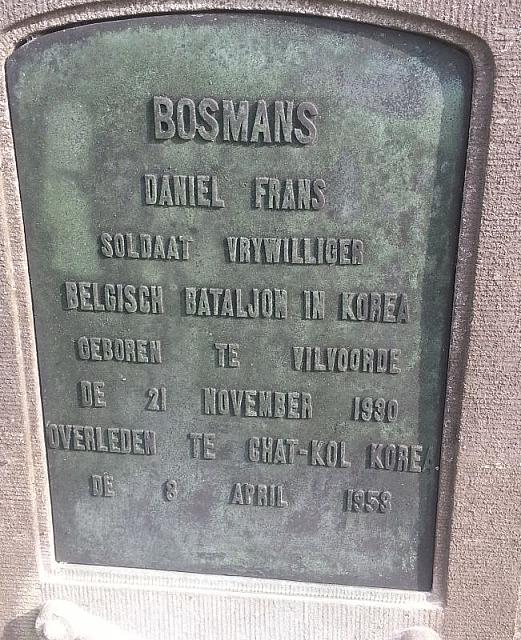 BOSMANS
DANIEL FRANS
SOLDAAT VRYWILLIGER
BELGISCH BATALJON IN KOREA
GEBOREN TE VILVOORDE
DE 21 NOVEMBER 1930
OVERLEDEN TE CHAT-KOL KOREA
DE 8 APRIL 1953